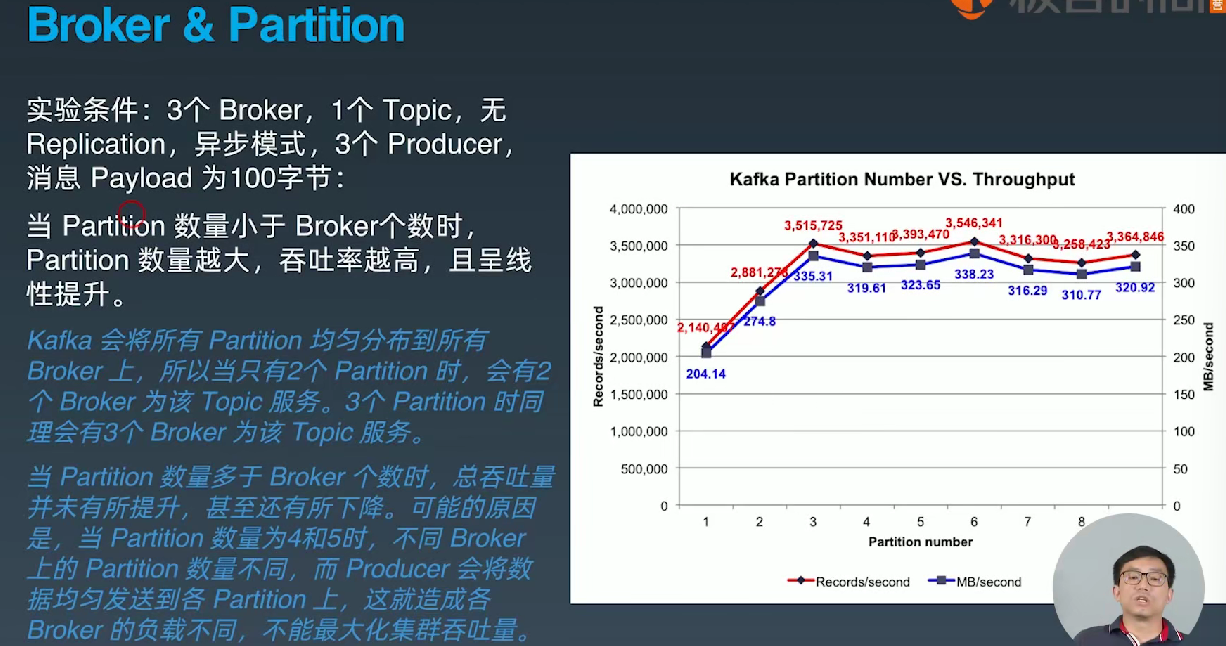 Broker & Partition
实验条件：3个 Broker，1个 Topic，无
Replication，异步模式，3个 Producer，
消息 Payload 为100字节：
当 Partition 数量小于 Broker个数时，
Partition 数量越大，吞吐率越高，且呈线
性提升。
Kafka 会将所有 Partition 均匀分布到所有
Broker 上，所以当只有2个 Partition 时，会有2
个 Broker 为该 Topic 服务。3个 Partition 时同
理会有3个 Broker 为该 Topic 服务。
当 Partition 数量多于 Broker 个数时，总吞吐量
并未有所提升，甚至还有所下降。可能的原因
是，当 Partition 数量为4和5时，不同 Broker
上的 Partition 数量不同，而 Producer 会将数
据均匀发送到各 Partition 上，这就造成各
Broker 的负载不同，不能最大化集群吞吐量。
Kafka Partition Number VS. Throughput
4,000,000
3,500,000
3,000,000
2,500,000
2,000,000
1,500,000
1,000,000
500,000
0
Records/second
3,515,725
3,351,110
3,393,470
3,546,341
3,316,300
3,258,423
3,364,846
204.14
274.8
335.31
319.61
323.65
338.23
316.29
310.77
320.92
400
350
300
250
200
150
100
50
0
MB/second
1 2 3 4 5 6 7 8
Partition number
Records/second MB/second